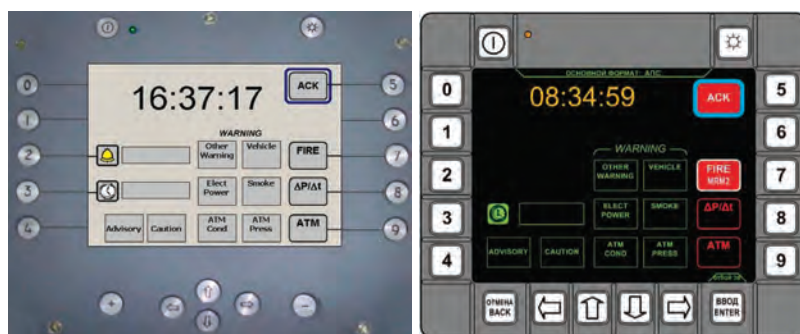 0
1
2
3
4
16:37:17
ACK
WARNING
Other Warning
Vehicle
FIRE
Elect Power
Smoke
ΔP/Δt
Advisory
Caution
ATM Cond
ATM Press
ATM
5
6
7
8
9
+
−
ОСНОВНОЙ ФОРМАТ: АПС
0
1
2
3
4
08:34:59
ACK
WARNING
OTHER WARNING
VEHICLE
FIRE
MRM2
ELECT POWER
SMOKE
ΔP/Δt
ADVISORY
CAUTION
ATM COND
ATM PRESS
ATM
5
6
7
8
9
ОТМЕНА
BACK
ВВОД
ENTER